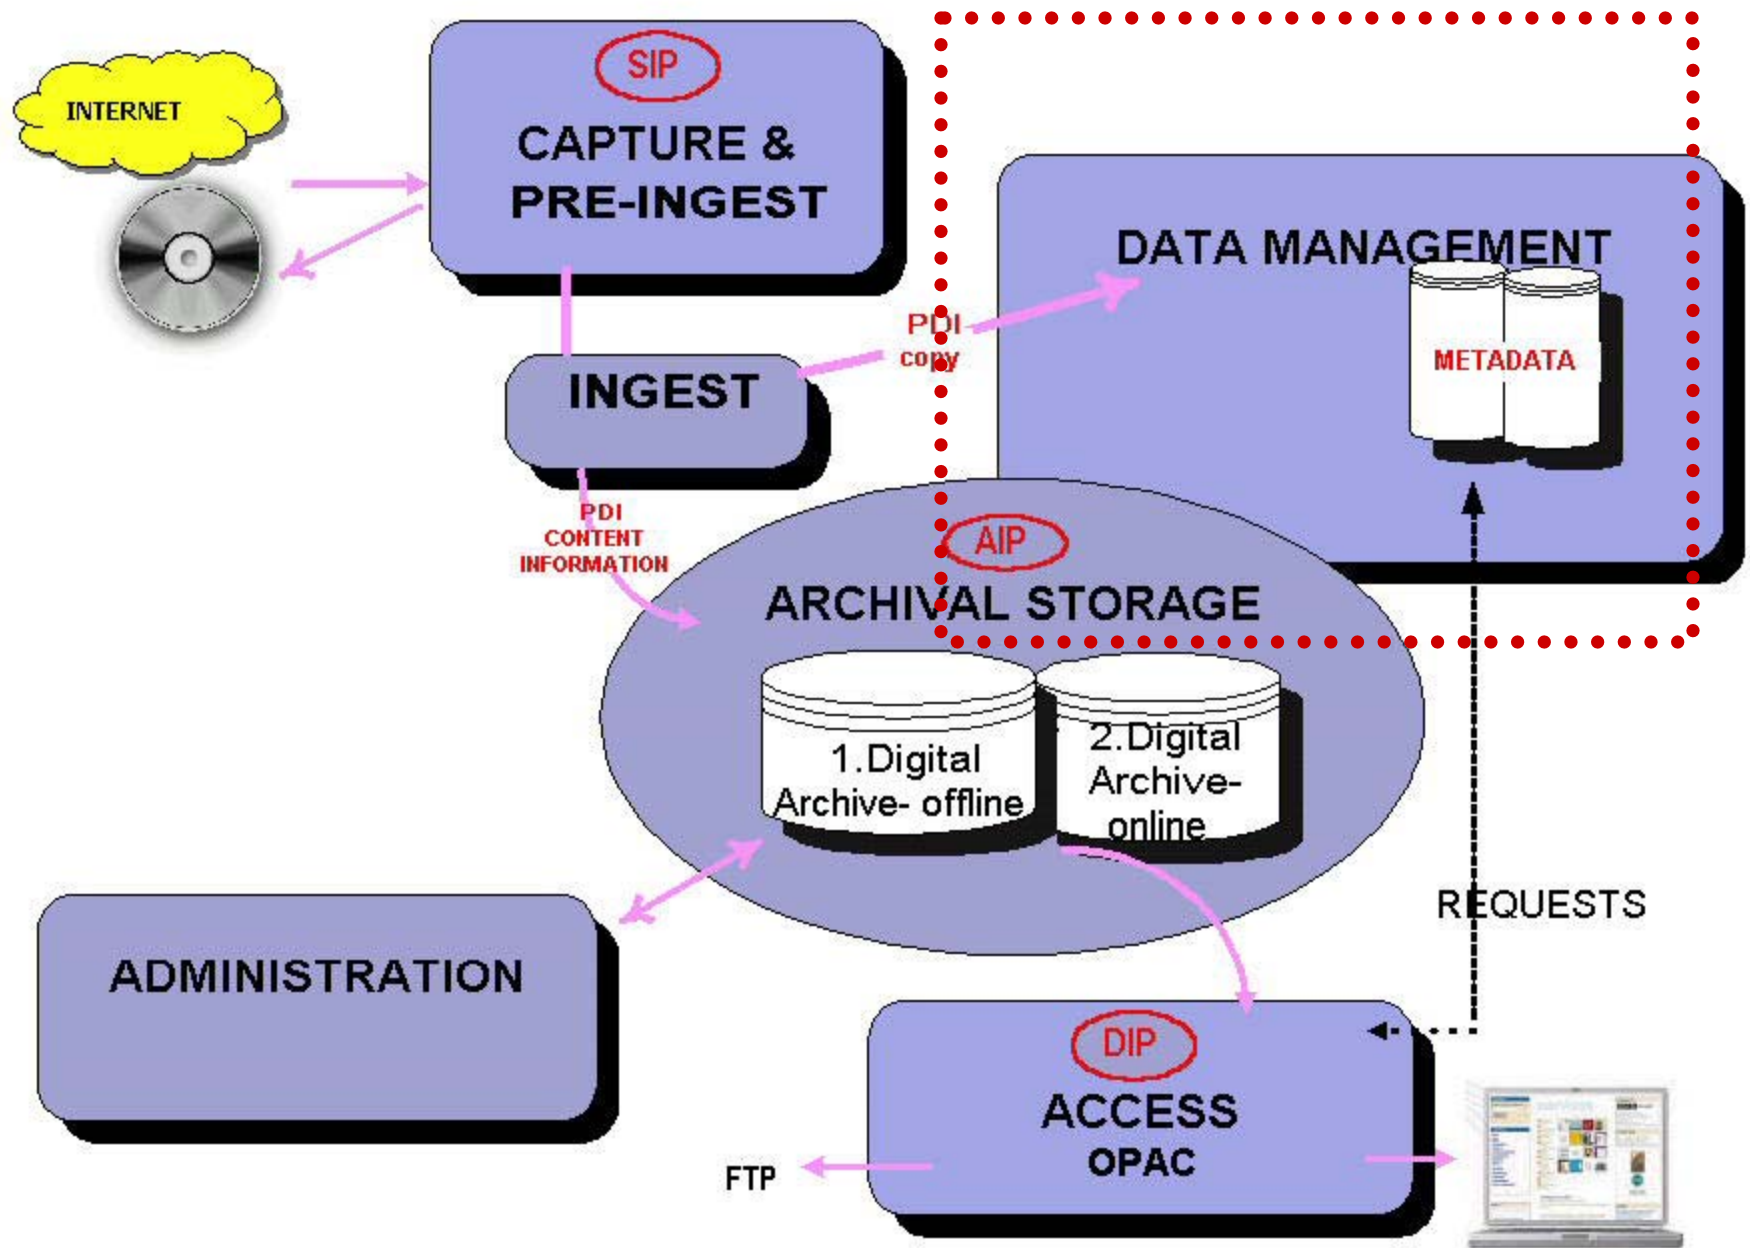 INTERNET
SIP
CAPTURE &
PRE-INGEST
DATA MANAGEMENT
PDI
copy
METADATA
INGEST
PDI
CONTENT
INFORMATION
AIP
ARCHIVAL STORAGE
1.Digital
Archive- offline
2.Digital
Archive-
online
REQUESTS
ADMINISTRATION
DIP
ACCESS
OPAC
FTP